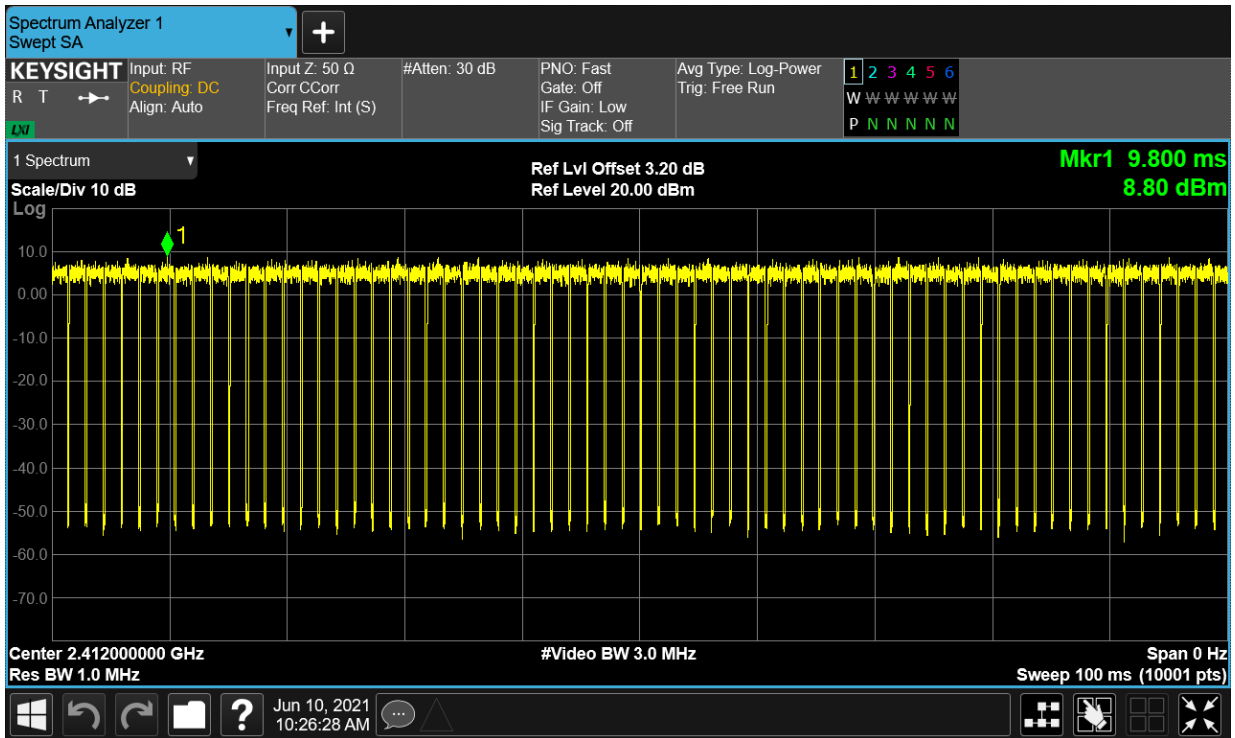 Spectrum Analyzer 1
Swept SA
▼
+
KEYSIGHT
R T
LXI
Input: RF
Coupling: DC
Align: Auto
Input Z: 50 Ω
Corr CCorr
Freq Ref: Int (S)
#Atten: 30 dB
PNO: Fast
Gate: Off
IF Gain: Low
Sig Track: Off
Avg Type: Log-Power
Trig: Free Run
1 2 3 4 5 6
W W W W W W
P N N N N N
1 Spectrum ▼
Scale/Div 10 dB
Log
Ref Lvl Offset 3.20 dB
Ref Level 20.00 dBm
Mkr1 9.800 ms
8.80 dBm
1
10.0
0.00
-10.0
-20.0
-30.0
-40.0
-50.0
-60.0
-70.0
Center 2.412000000 GHz
Res BW 1.0 MHz
#Video BW 3.0 MHz
Span 0 Hz
Sweep 100 ms (10001 pts)
?
Jun 10, 2021
10:26:28 AM